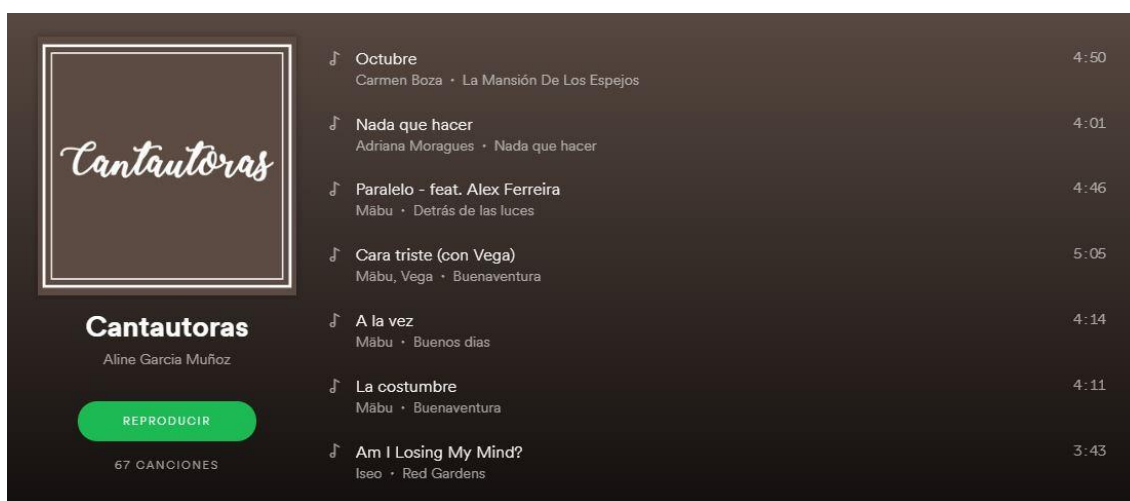 Cantautoras
Cantautoras
Aline Garcia Muñoz
REPRODUCIR
67 CANCIONES
Octubre 4:50
Carmen Boza • La Mansión De Los Espejos
Nada que hacer 4:01
Adriana Moragues • Nada que hacer
Paralelo - feat. Alex Ferreira 4:46
Mäbu • Detrás de las luces
Cara triste (con Vega) 5:05
Mäbu, Vega • Buenaventura
A la vez 4:14
Mäbu • Buenos dias
La costumbre 4:11
Mäbu • Buenaventura
Am I Losing My Mind? 3:43
Iseo • Red Gardens